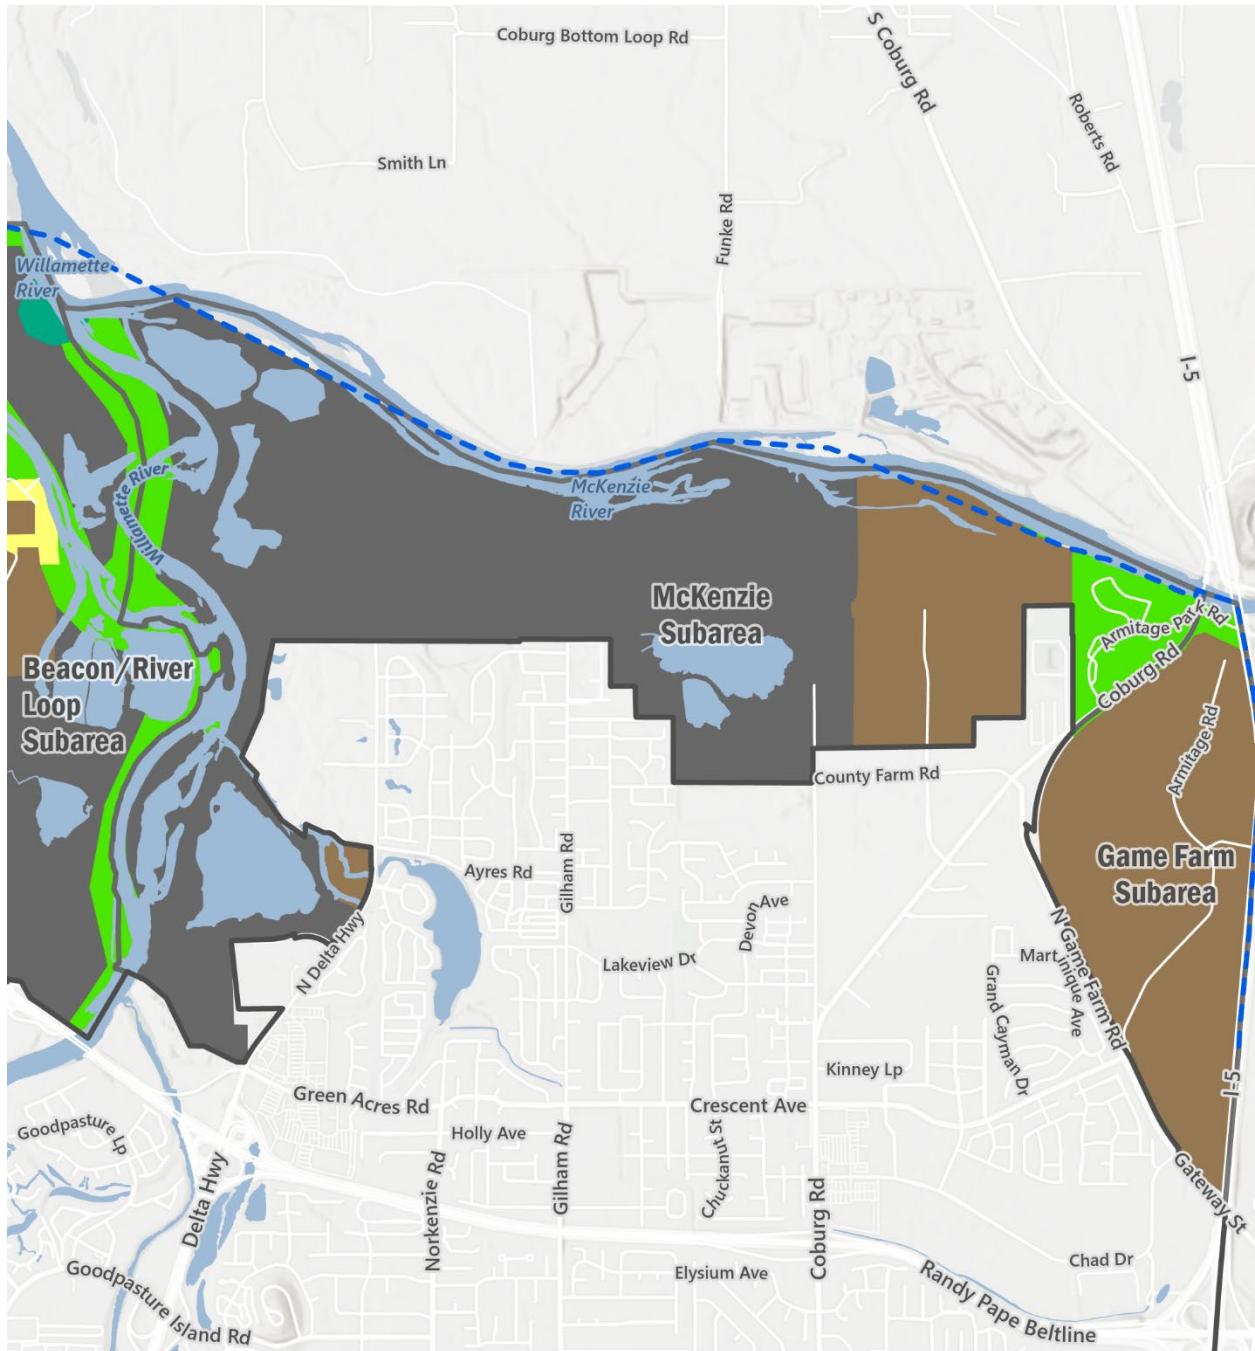 Coburg Bottom Loop Rd
S Coburg Rd
Roberts Rd
Smith Ln
Funke Rd
Willamette
River
I-5
McKenzie
River
Willamette River
McKenzie
Subarea
Armitage Park Rd
Coburg Rd
Beacon/River
Loop
Subarea
Armitage Rd
County Farm Rd
Game Farm
Subarea
Ayres Rd
Gilham Rd
Devon Ave
N Delta Hwy
Lakeview Dr
N Game Farm Rd
Martinique Ave
Grand Cayman Dr
Kinney Lp
I-5
Green Acres Rd
Crescent Ave
Goodpasture Lp
Holly Ave
Chuckanut St
Gilham Rd
Norkenzie Rd
Delta Hwy
Coburg Rd
Gateway St
Chad Dr
Elysium Ave
Randy Pape Beltline
Goodpasture Island Rd